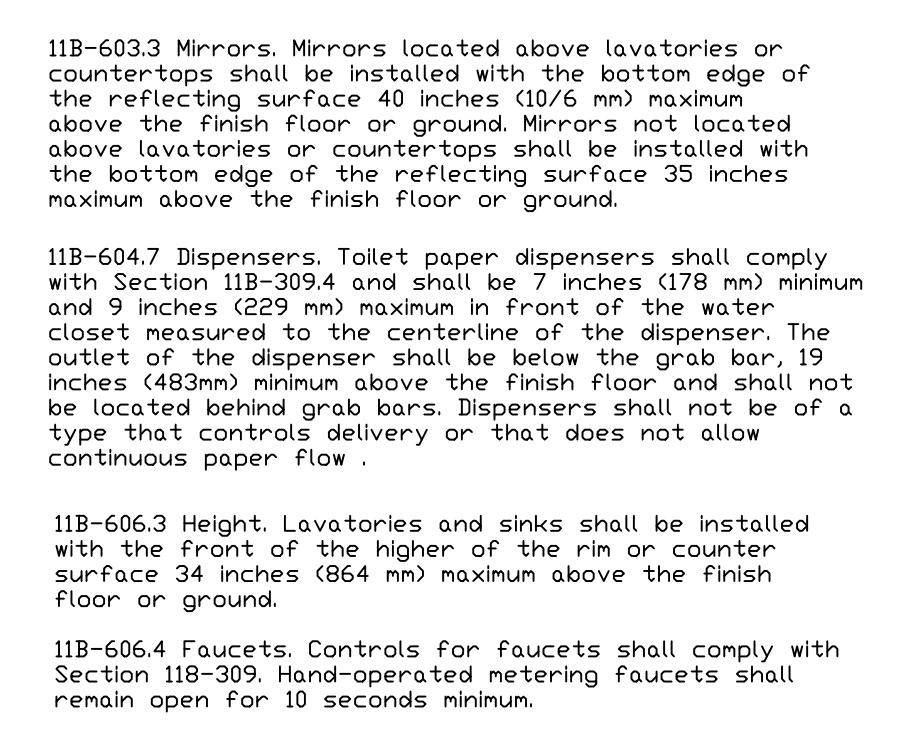 11B-603.3 Mirrors. Mirrors located above lavatories or
countertops shall be installed with the bottom edge of
the reflecting surface 40 inches (10/6 mm) maximum
above the finish floor or ground. Mirrors not located
above lavatories or countertops shall be installed with
the bottom edge of the reflecting surface 35 inches
maximum above the finish floor or ground.
11B-604.7 Dispensers. Toilet paper dispensers shall comply
with Section 11B-309.4 and shall be 7 inches (178 mm) minimum
and 9 inches (229 mm) maximum in front of the water
closet measured to the centerline of the dispenser. The
outlet of the dispenser shall be below the grab bar, 19
inches (483mm) minimum above the finish floor and shall not
be located behind grab bars. Dispensers shall not be of a
type that controls delivery or that does not allow
continuous paper flow .
11B-606.3 Height. Lavatories and sinks shall be installed
with the front of the higher of the rim or counter
surface 34 inches (864 mm) maximum above the finish
floor or ground.
11B-606.4 Faucets. Controls for faucets shall comply with
Section 118-309. Hand-operated metering faucets shall
remain open for 10 seconds minimum.